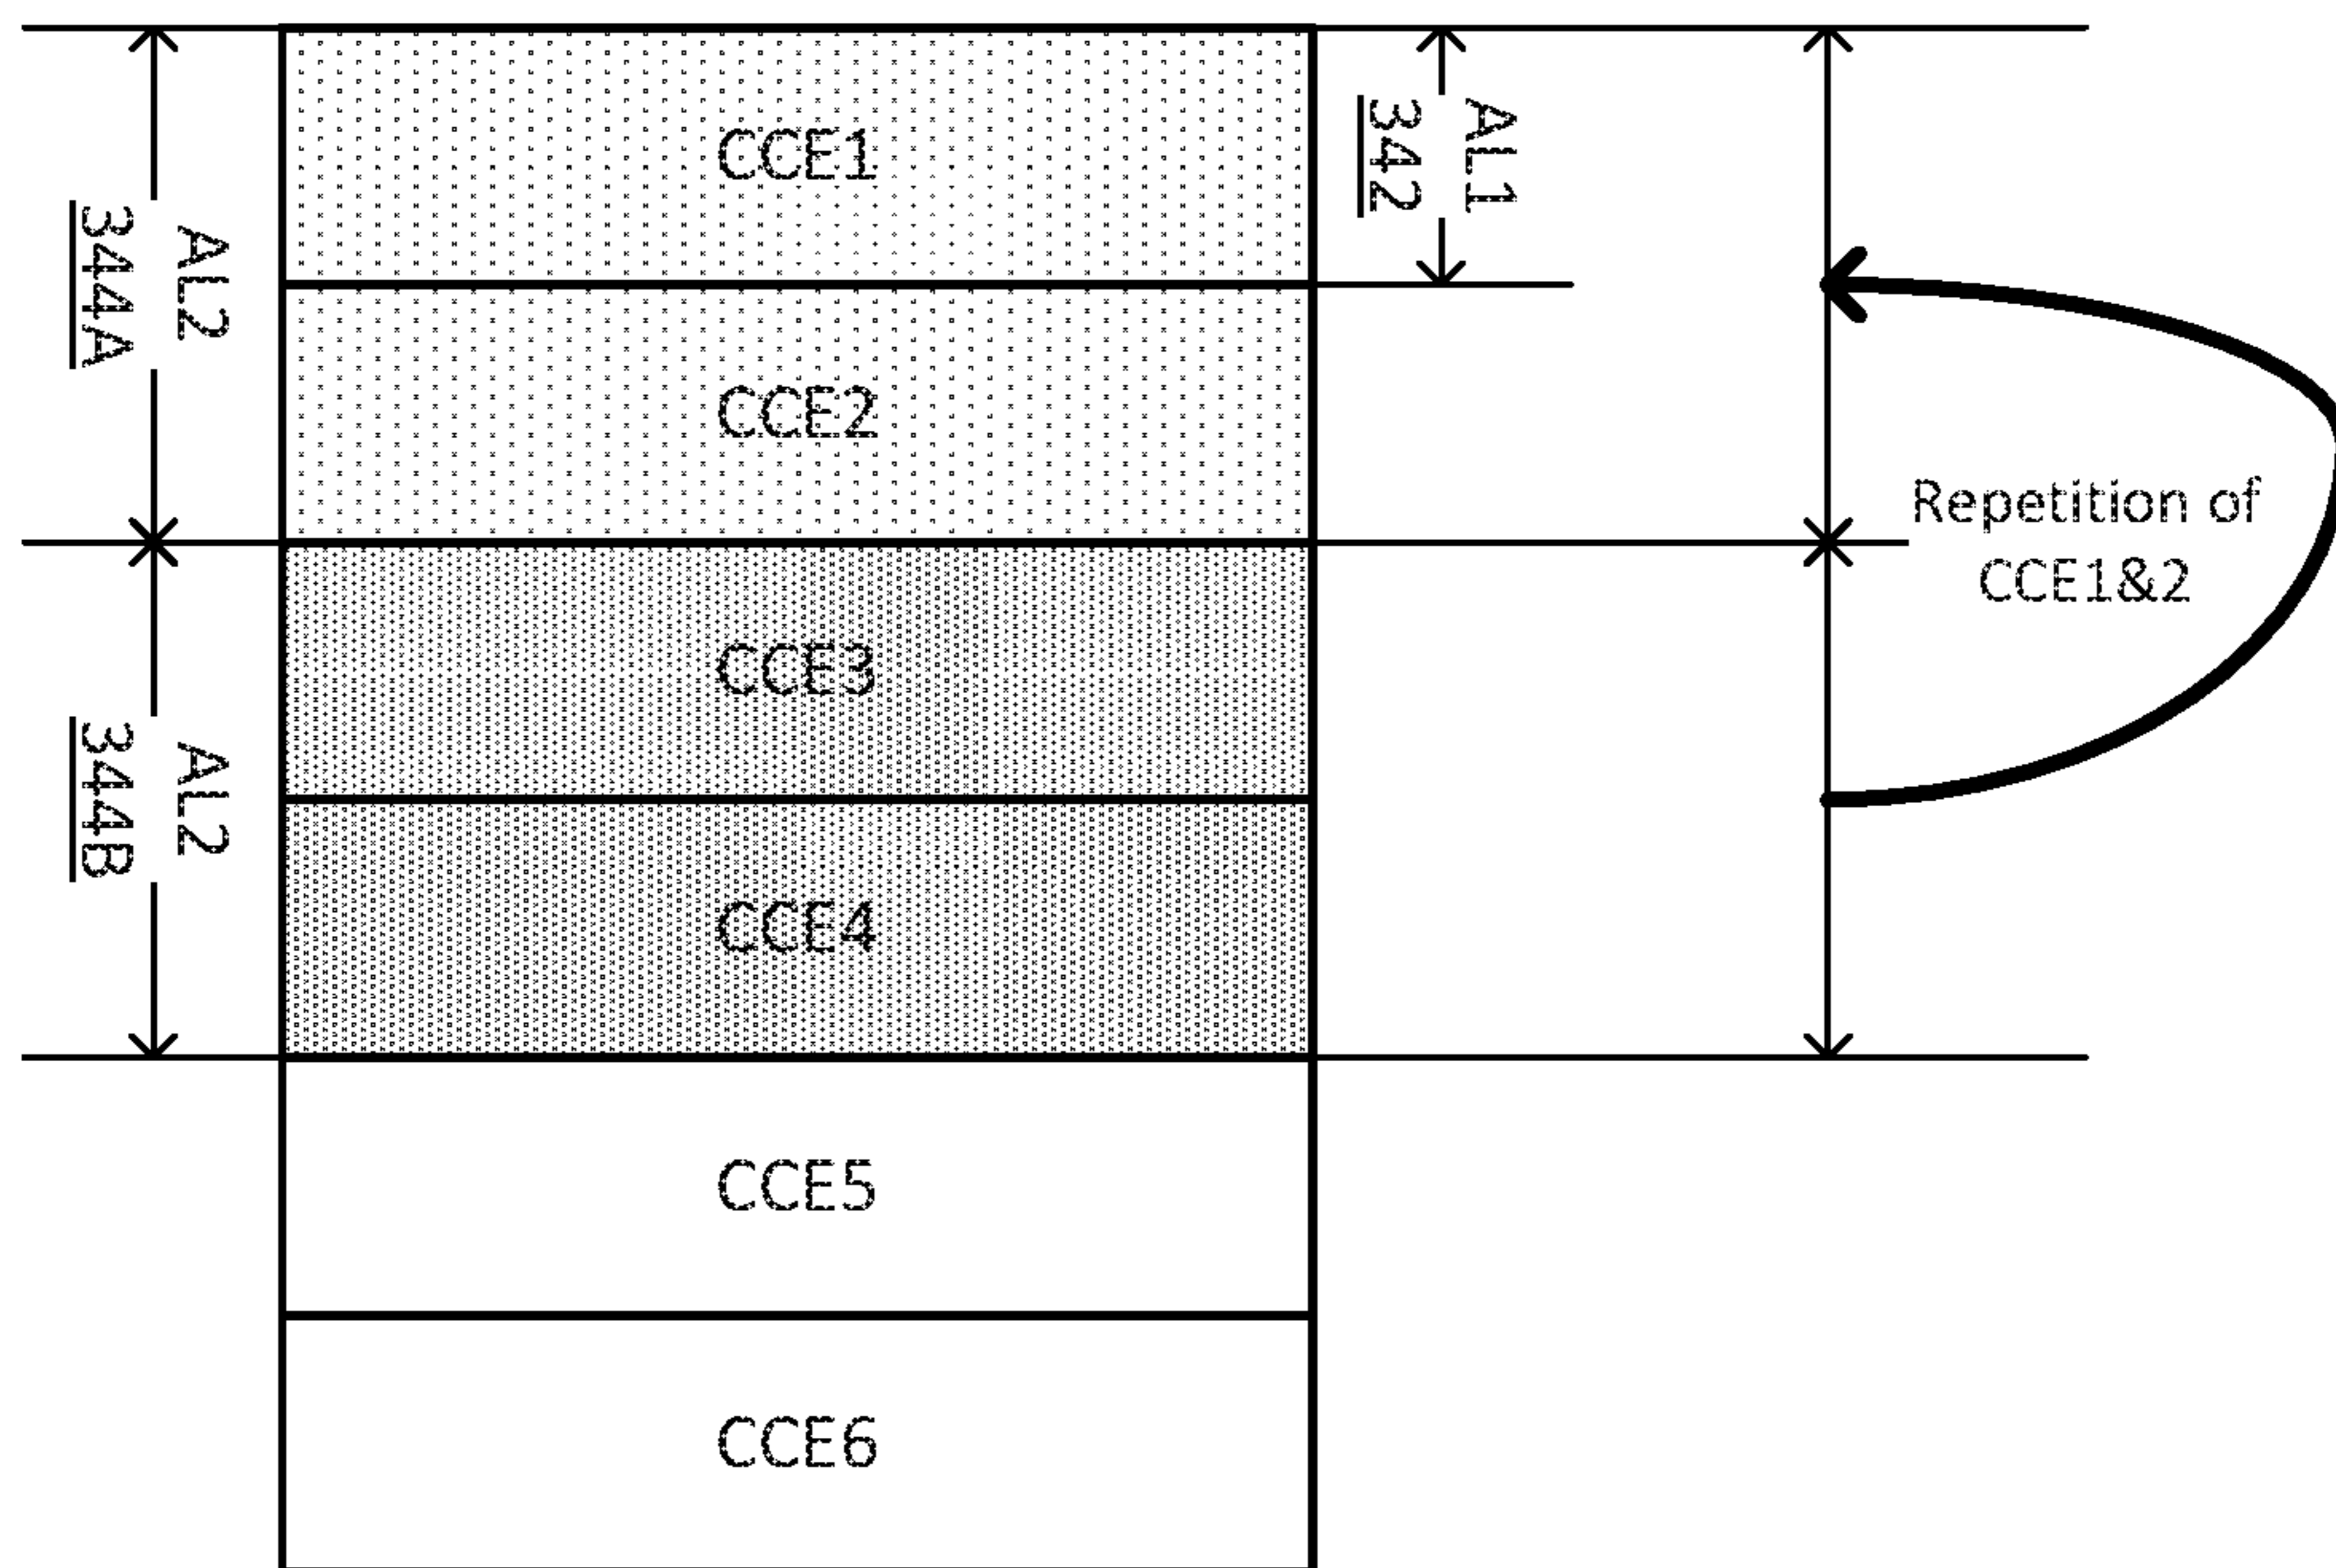 AL2
344A
AL2
344B
CCE1
CCE2
CCE3
CCE4
CCE5
CCE6
AL1
342
Repetition of
CCE1&2